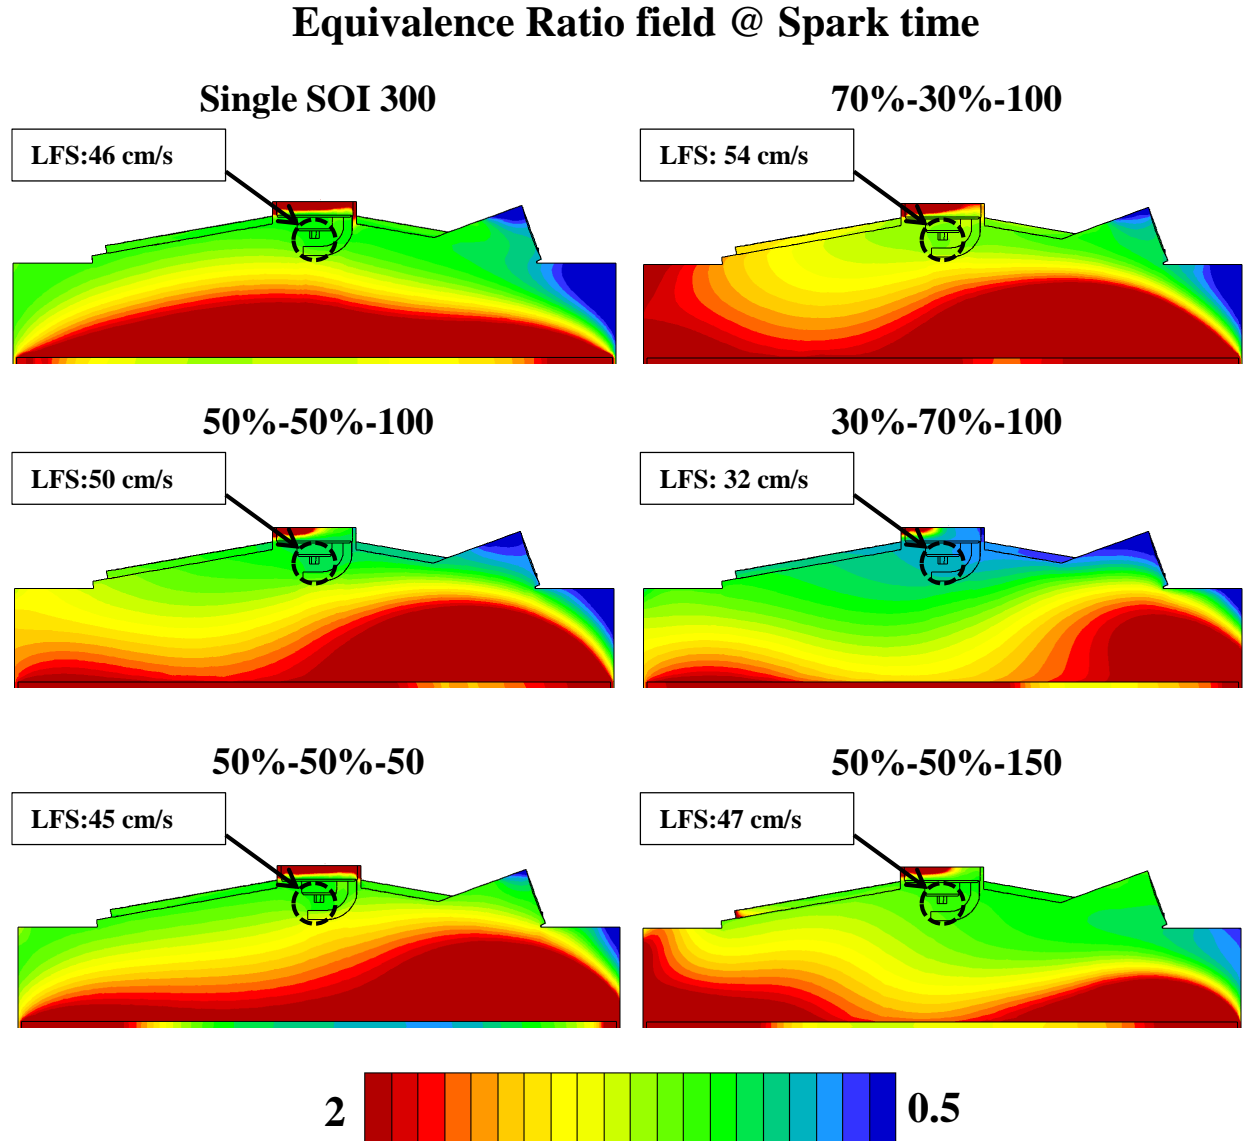 Equivalence Ratio field @ Spark time
Single SOI 300
70%-30%-100
LFS:46 cm/s
LFS: 54 cm/s
50%-50%-100
30%-70%-100
LFS:50 cm/s
LFS: 32 cm/s
50%-50%-50
50%-50%-150
LFS:45 cm/s
LFS:47 cm/s
2
0.5